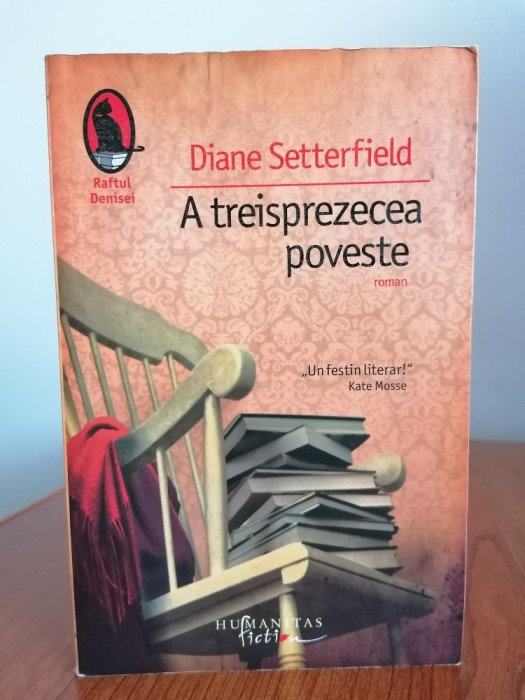 Raftul
Denisei
Diane Setterfield
A treisprezecea
poveste
roman
„Un festin literar!“
Kate Mosse
HUMANITAS
fiction